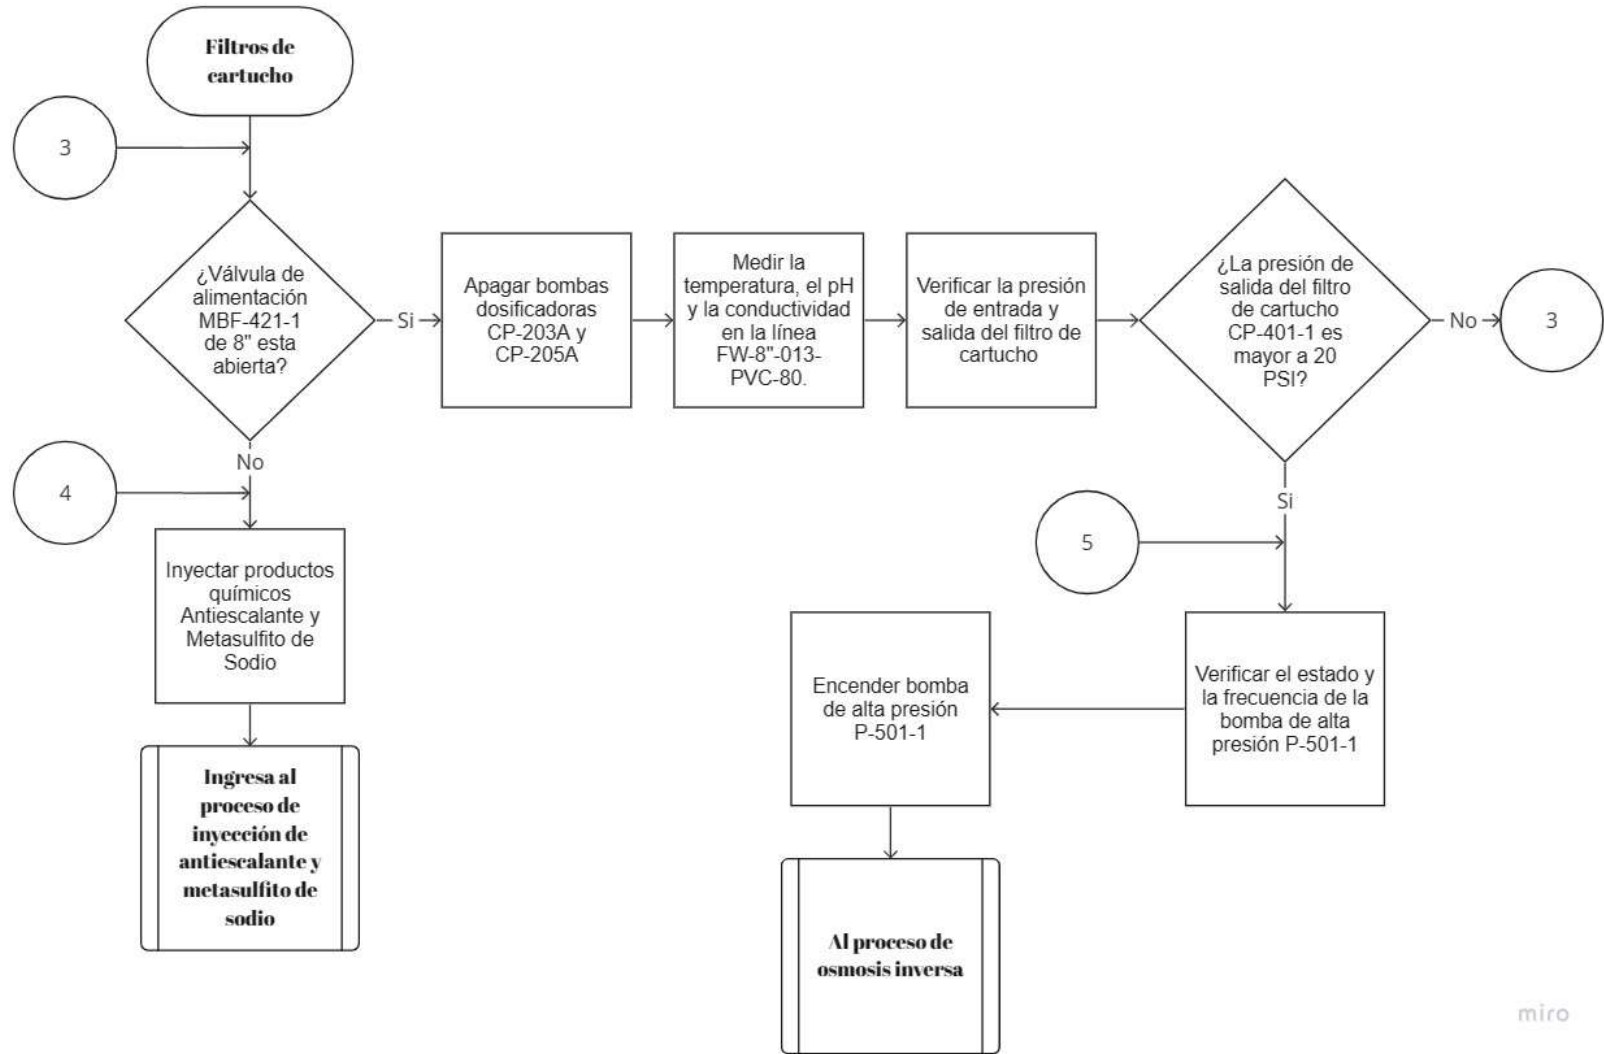 Filtros de
cartucho
3
¿Válvula de
alimentación
MBF-421-1
de 8" esta
abierta?
Si
Apagar bombas
dosificadoras
CP-203A y
CP-205A
Medir la
temperatura, el pH
y la conductividad
en la línea
FW-8"-013-
PVC-80.
Verificar la presión
de entrada y
salida del filtro de
cartucho
¿La presión de
salida del filtro
de cartucho
CP-401-1 es
mayor a 20
PSI?
No
3
No
4
Inyectar productos
químicos
Antiescalante y
Metasulfito de
Sodio
Ingresa al
proceso de
inyección de
antiescalante y
metasulfito de
sodio
Si
5
Verificar el estado y
la frecuencia de la
bomba de alta
presión P-501-1
Encender bomba
de alta presión
P-501-1
Al proceso de
osmosis inversa
miro